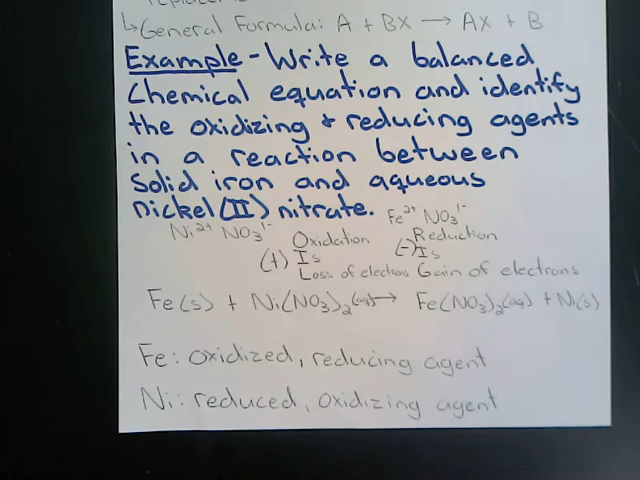 ↳General Formula: A + BX → AX + B
Example - Write a balanced
Chemical equation and identify
the oxidizing & reducing agents
in a reaction between
solid iron and aqueous
nickel(II) nitrate.
Ni²⁺ NO₃¹⁻ Fe²⁺ NO₃¹⁻
Oxidation Reduction
(+) Is (-) Is
Loss of electrons Gain of electrons
Fe(s) + Ni(NO₃)₂(aq) → Fe(NO₃)₂(aq) + Ni(s)
Fe: oxidized, reducing agent
Ni: reduced, oxidizing agent